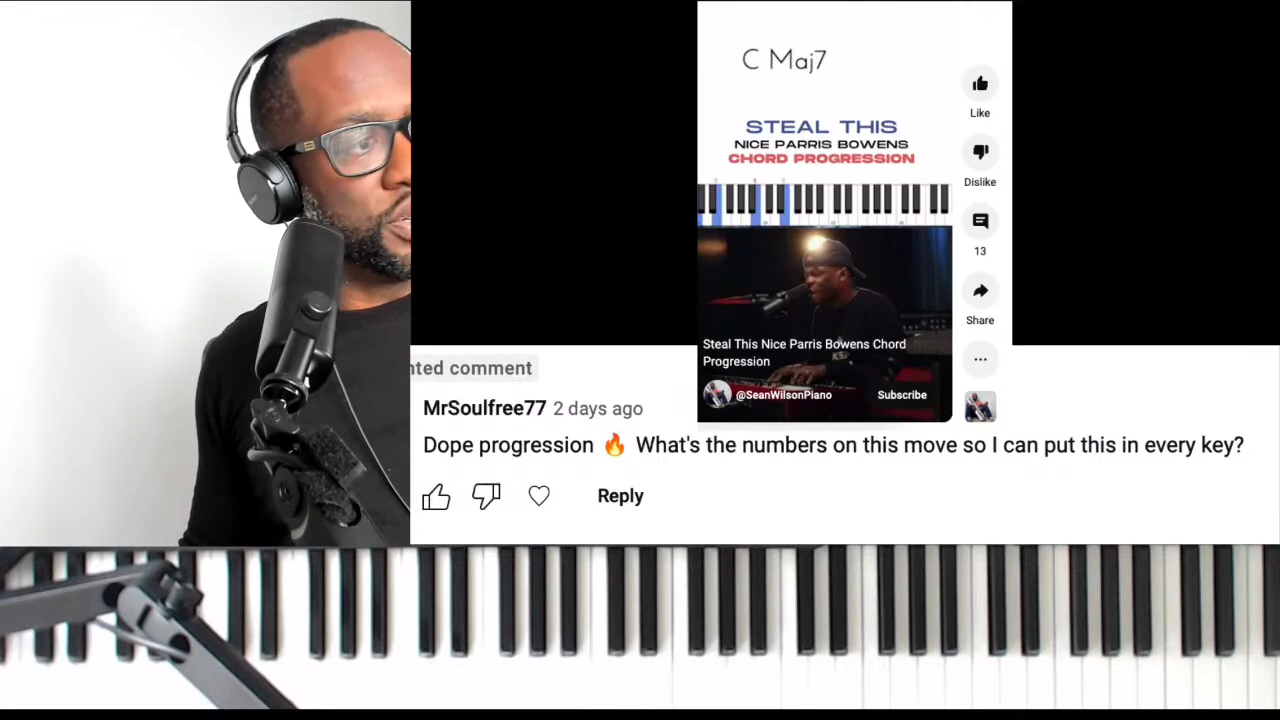 C Maj7
STEAL THIS
NICE PARRIS BOWENS
CHORD PROGRESSION
Like
Dislike
13
Share
Steal This Nice Parris Bowens Chord
Progression
@SeanWilsonPiano Subscribe
nted comment
MrSoulfree77 2 days ago
Dope progression 🔥 What's the numbers on this move so I can put this in every key?
Reply